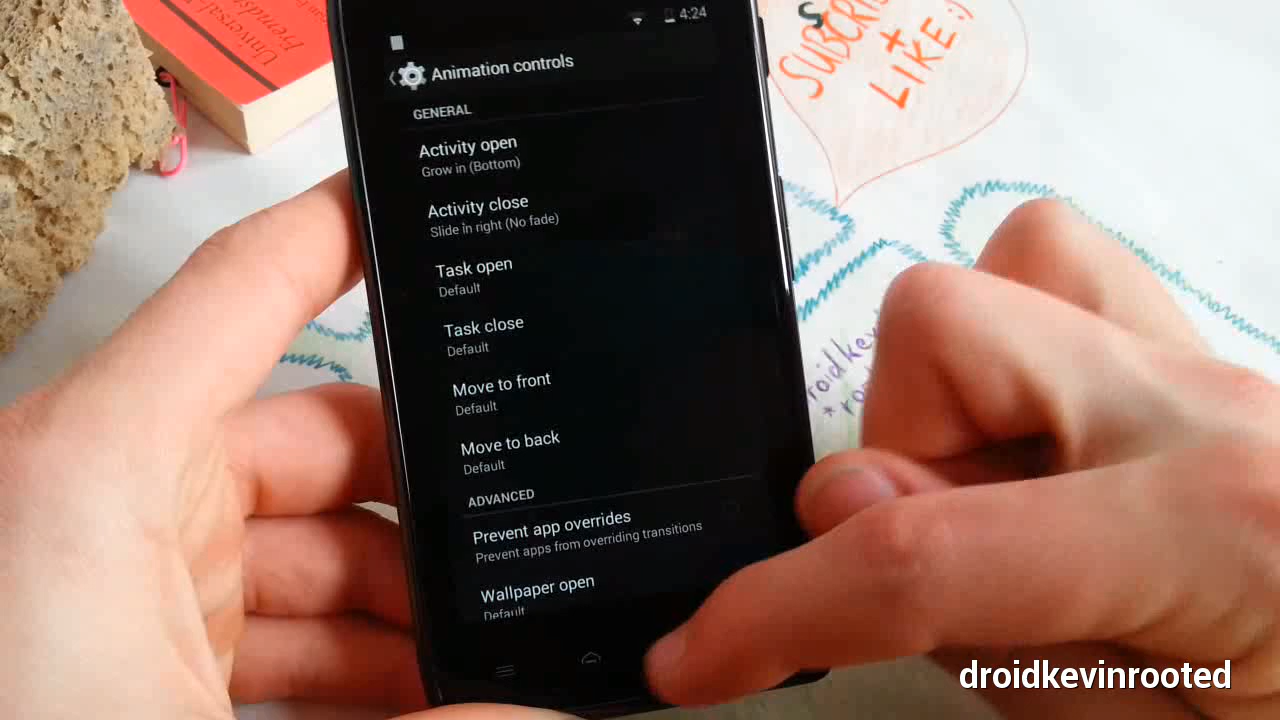 4:24
Animation controls
GENERAL
Activity open
Grow in (Bottom)
Activity close
Slide in right (No fade)
Task open
Default
Task close
Default
Move to front
Default
Move to back
Default
ADVANCED
Prevent app overrides
Prevent apps from overriding transitions
Wallpaper open
Default
+
LIKE :)
droidkevinrooted